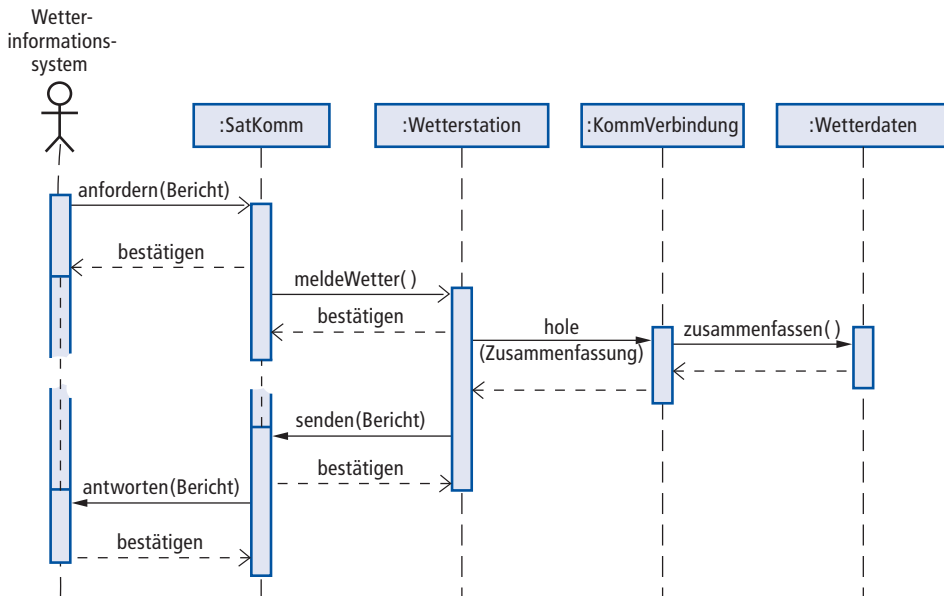 Wetter-
informations-
system
:SatKomm
:Wetterstation
:KommVerbindung
:Wetterdaten
anfordern(Bericht)
bestätigen
meldeWetter( )
bestätigen
hole
(Zusammenfassung)
zusammenfassen( )
senden(Bericht)
bestätigen
antworten(Bericht)
bestätigen